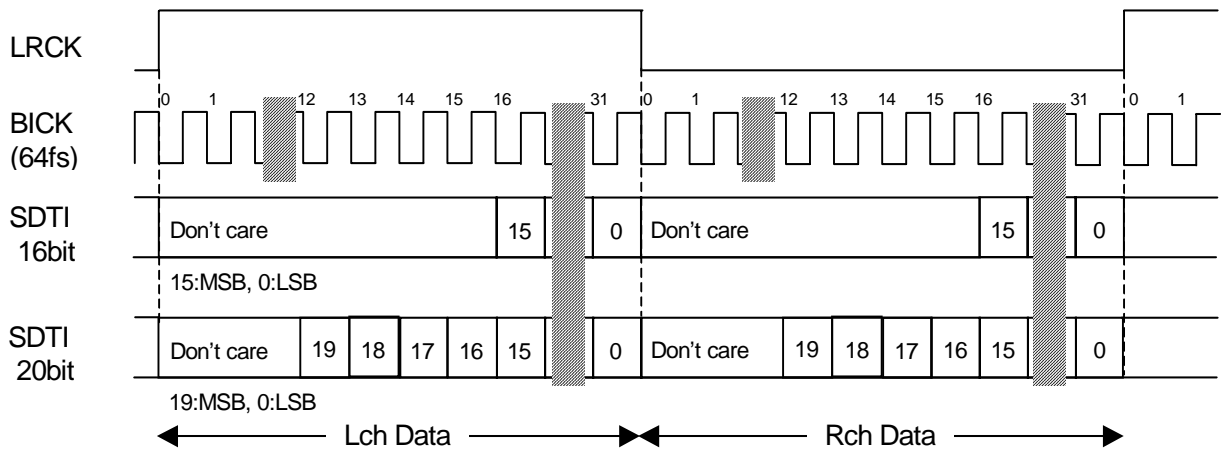 LRCK
0 1 12 13 14 15 16 31 0 1 12 13 14 15 16 31 0 1
BICK
(64fs)
SDTI
16bit
Don't care 15 0 Don't care 15 0
15:MSB, 0:LSB
SDTI
20bit
Don't care 19 18 17 16 15 0 Don't care 19 18 17 16 15 0
19:MSB, 0:LSB
Lch Data Rch Data